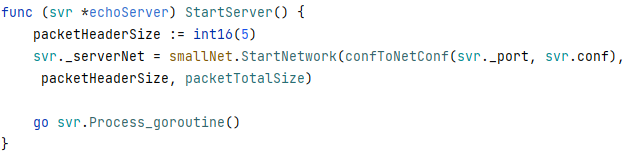 func (svr *echoServer) StartServer() {
    packetHeaderSize := int16(5)
    svr._serverNet = smallNet.StartNetwork(confToNetConf(svr._port, svr.conf),
     packetHeaderSize, packetTotalSize)

    go svr.Process_goroutine()
}